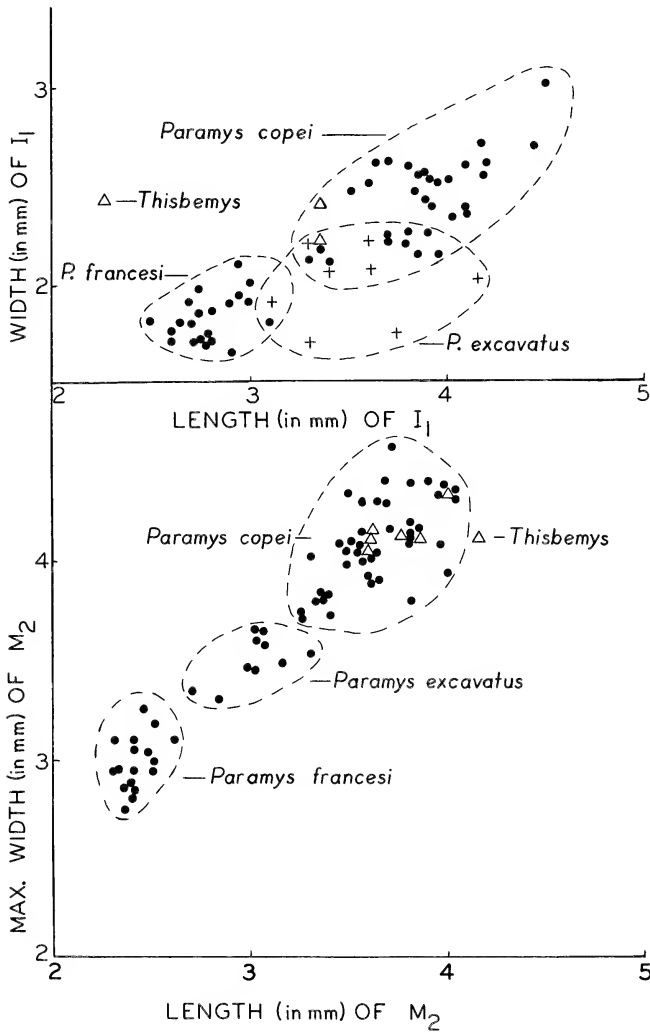 3
Paramys copei
△—Thisbemys
P. francesi
2
P. excavatus
WIDTH (in mm) OF I₁
2 3 4 5
LENGTH (in mm) OF I₁
Paramys copei
4
△-Thisbemys
Paramys excavatus
3
Paramys francesi
MAX. WIDTH (in mm) OF M₂
2
2 3 4 5
LENGTH (in mm) OF M₂